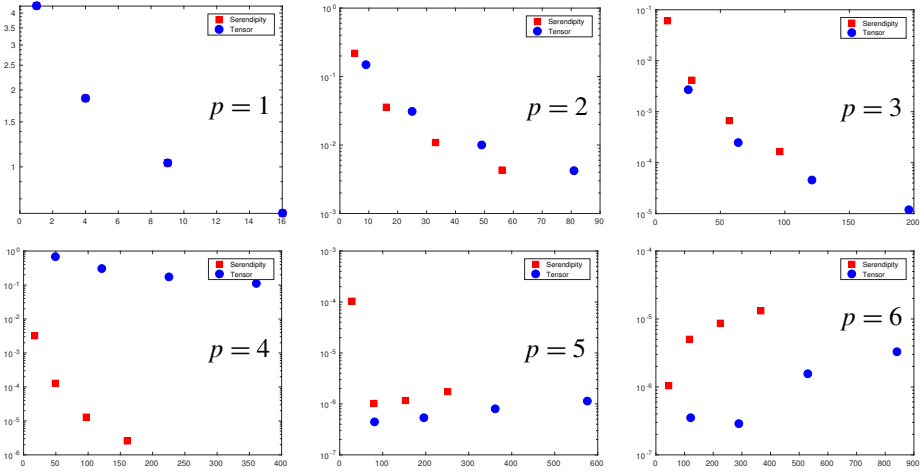 Serendipity
Tensor
p = 1
4
3.5
3
2.5
2
1.5
1
0 2 4 6 8 10 12 14 16
Serendipity
Tensor
p = 2
10^0
10^-1
10^-2
10^-3
0 10 20 30 40 50 60 70 80 90
Serendipity
Tensor
p = 3
10^-1
10^-2
10^-3
10^-4
10^-5
0 50 100 150 200
Serendipity
Tensor
p = 4
10^0
10^-1
10^-2
10^-3
10^-4
10^-5
10^-6
0 50 100 150 200 250 300 350 400
Serendipity
Tensor
p = 5
10^-3
10^-4
10^-5
10^-6
10^-7
0 100 200 300 400 500 600
Serendipity
Tensor
p = 6
10^-4
10^-5
10^-6
10^-7
0 100 200 300 400 500 600 700 800 900